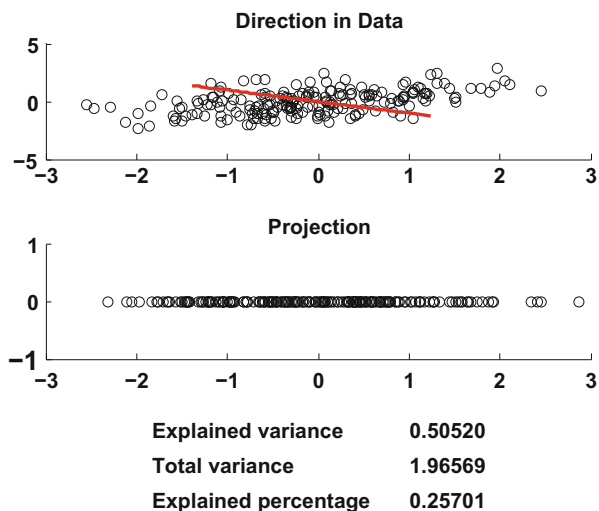 Direction in Data
5
0
−5
−3 −2 −1 0 1 2 3
Projection
1
0
−1
−3 −2 −1 0 1 2 3
Explained variance 0.50520
Total variance 1.96569
Explained percentage 0.25701